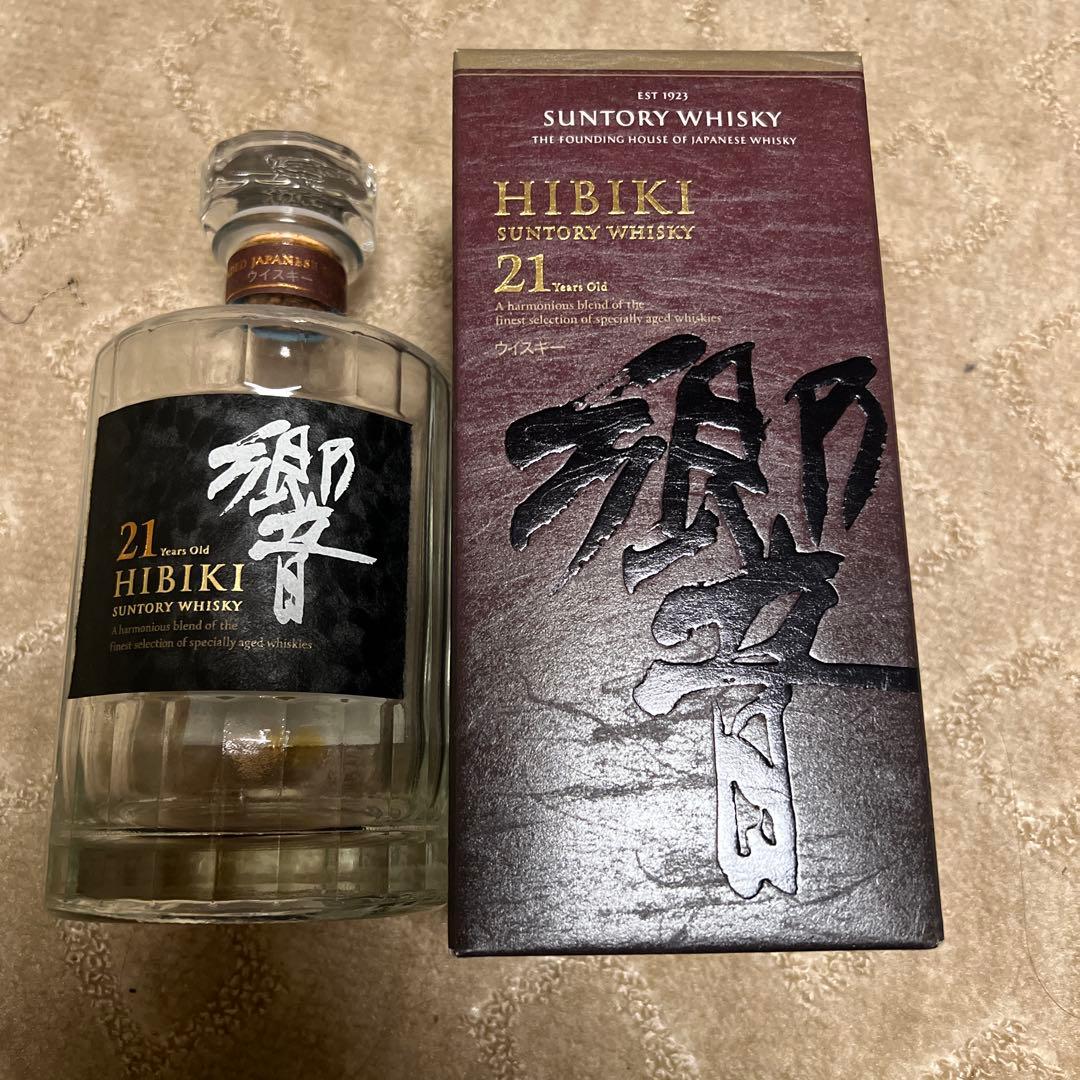 JAPANESE
ウイスキー
響
21 Years Old
HIBIKI
SUNTORY WHISKY
A harmonious blend of the
finest selection of specially aged whiskies
EST 1923
SUNTORY WHISKY
THE FOUNDING HOUSE OF JAPANESE WHISKY
HIBIKI
SUNTORY WHISKY
21 Years Old
A harmonious blend of the
finest selection of specially aged whiskies
ウイスキー
響